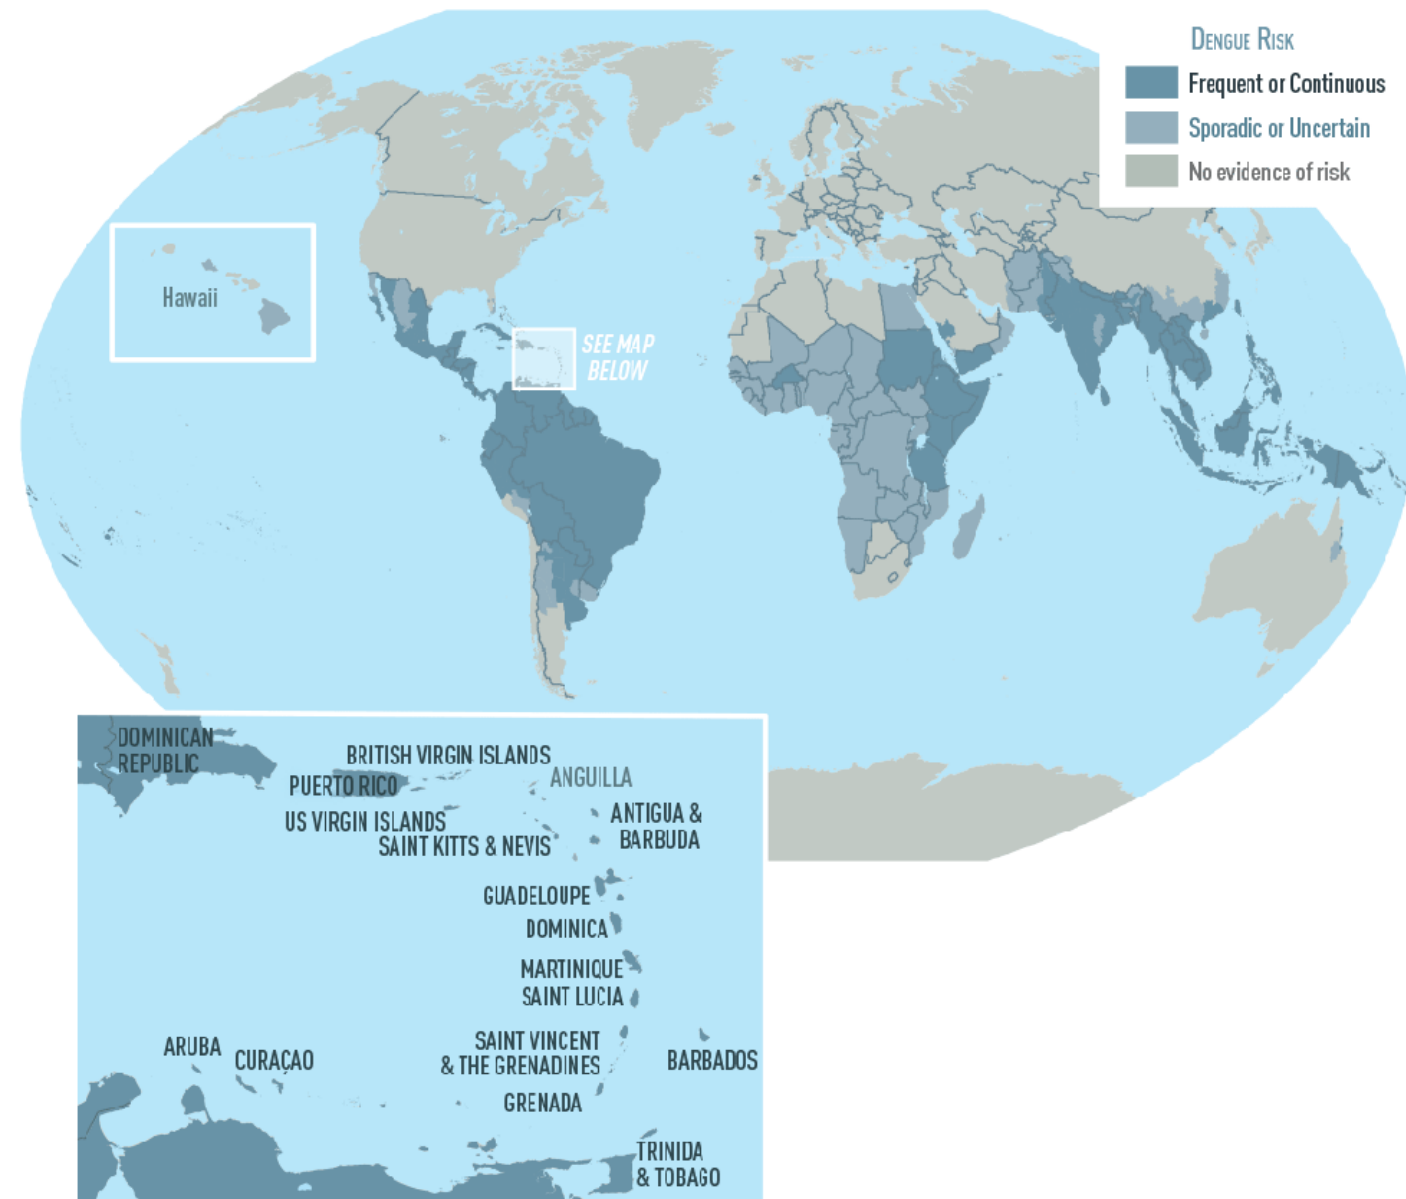 DENGUE RISK
Frequent or Continuous
Sporadic or Uncertain
No evidence of risk
Hawaii
SEE MAP
BELOW
DOMINICAN
REPUBLIC
BRITISH VIRGIN ISLANDS
PUERTO RICO
ANGUILLA
US VIRGIN ISLANDS
ANTIGUA &
BARBUDA
SAINT KITTS & NEVIS
GUADELOUPE
DOMINICA
MARTINIQUE
SAINT LUCIA
SAINT VINCENT
& THE GRENADINES
BARBADOS
ARUBA
CURAÇAO
GRENADA
TRINIDA
& TOBAGO